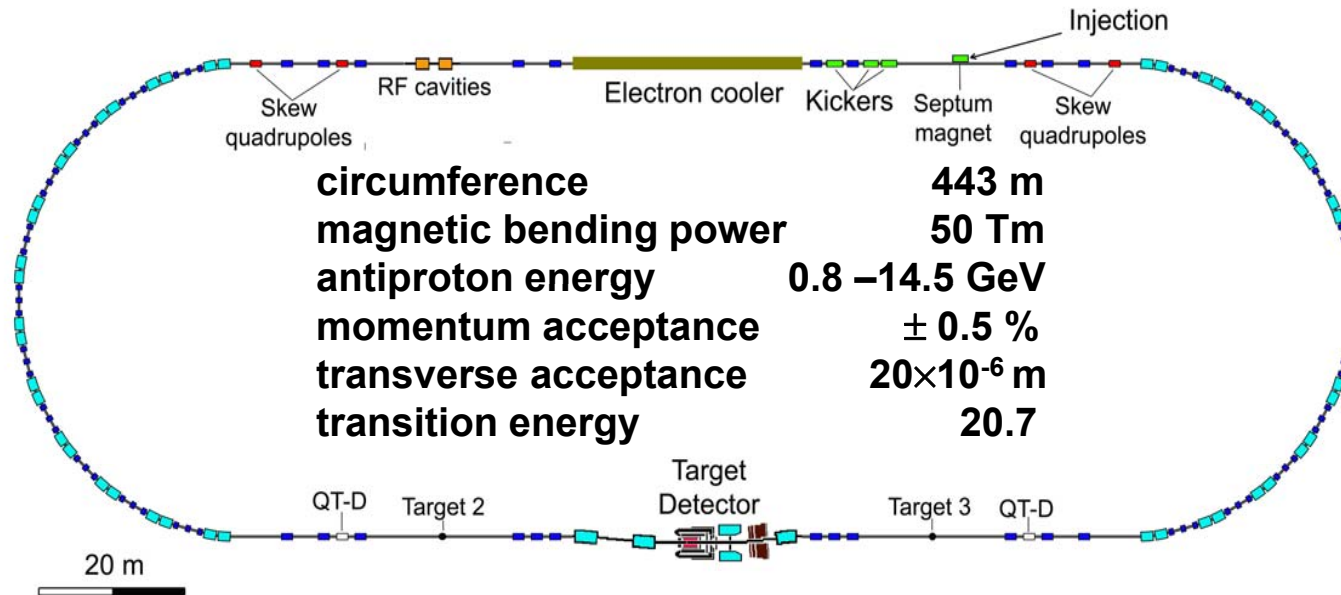 Injection
RF cavities
Electron cooler
Skew
quadrupoles
Kickers
Septum
magnet
Skew
quadrupoles
circumference 443 m
magnetic bending power 50 Tm
antiproton energy 0.8 –14.5 GeV
momentum acceptance ± 0.5 %
transverse acceptance 20×10⁻⁶ m
transition energy 20.7
Target
Detector
QT-D
Target 2
Target 3
QT-D
20 m